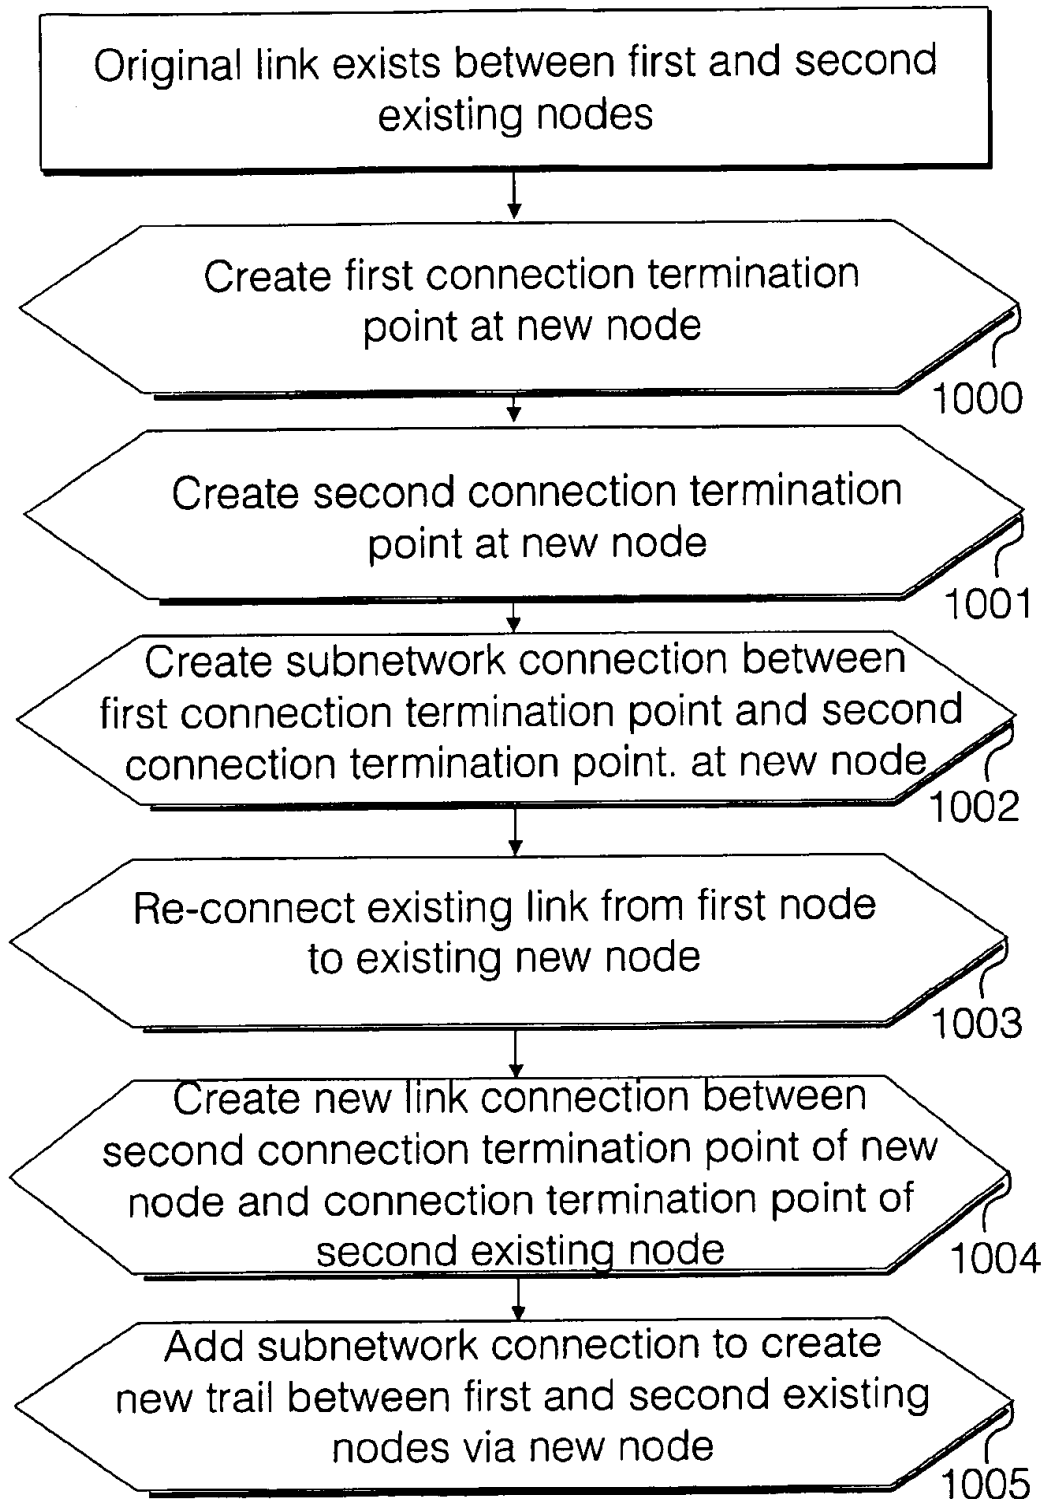 Original link exists between first and second
existing nodes
Create first connection termination
point at new node
1000
Create second connection termination
point at new node
1001
Create subnetwork connection between
first connection termination point and second
connection termination point. at new node
1002
Re-connect existing link from first node
to existing new node
1003
Create new link connection between
second connection termination point of new
node and connection termination point of
second existing node
1004
Add subnetwork connection to create
new trail between first and second existing
nodes via new node
1005